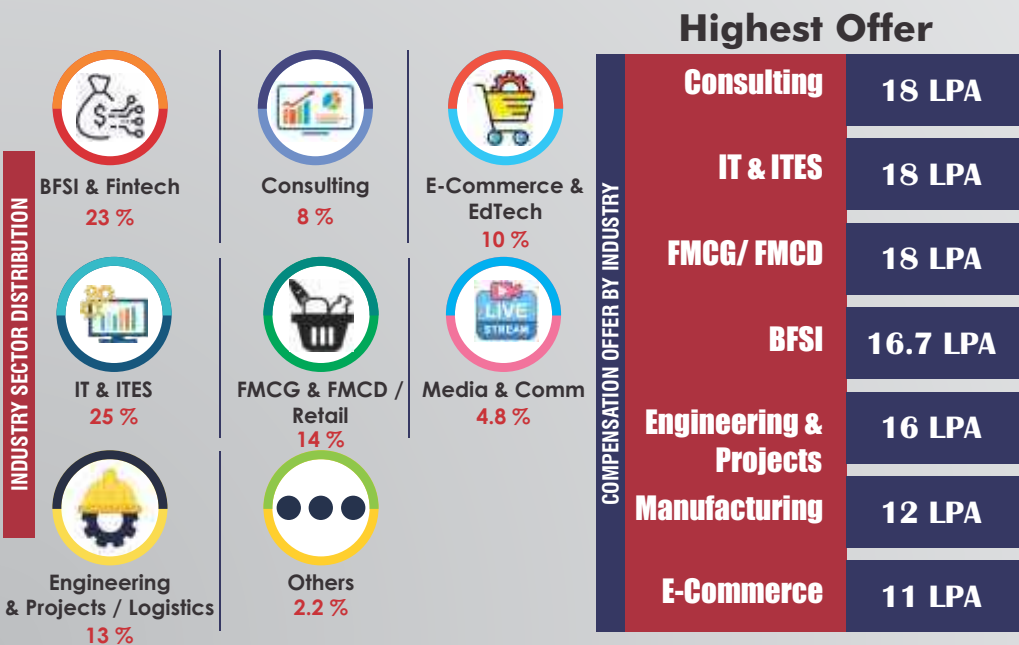 INDUSTRY SECTOR DISTRIBUTION
BFSI & Fintech
23 %
Consulting
8 %
E-Commerce &
EdTech
10 %
IT & ITES
25 %
FMCG & FMCD /
Retail
14 %
LIVE
STREAM
Media & Comm
4.8 %
Engineering
& Projects / Logistics
13 %
Others
2.2 %
Highest Offer
COMPENSATION OFFER BY INDUSTRY
Consulting
18 LPA
IT & ITES
18 LPA
FMCG/ FMCD
18 LPA
BFSI
16.7 LPA
Engineering &
Projects
16 LPA
Manufacturing
12 LPA
E-Commerce
11 LPA